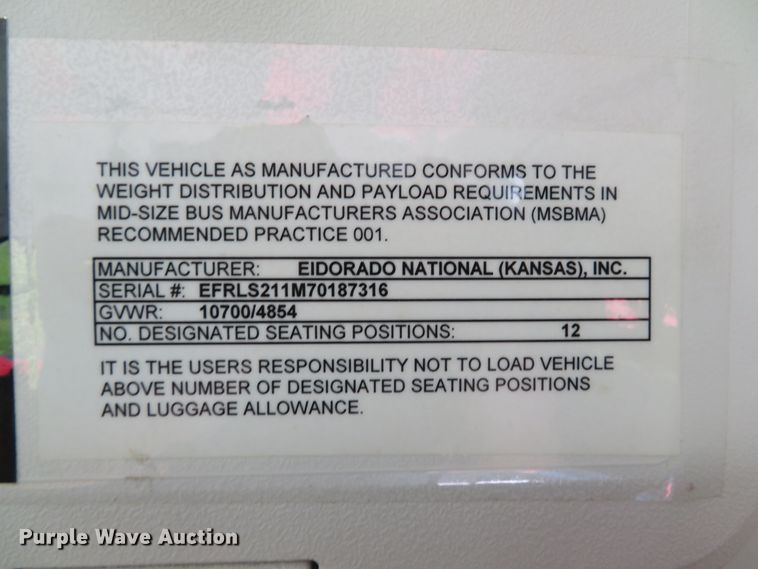 THIS VEHICLE AS MANUFACTURED CONFORMS TO THE
WEIGHT DISTRIBUTION AND PAYLOAD REQUIREMENTS IN
MID-SIZE BUS MANUFACTURERS ASSOCIATION (MSBMA)
RECOMMENDED PRACTICE 001.
MANUFACTURER: EIDORADO NATIONAL (KANSAS), INC.
SERIAL #: EFRLS211M70187316
GVWR: 10700/4854
NO. DESIGNATED SEATING POSITIONS: 12
IT IS THE USERS RESPONSIBILITY NOT TO LOAD VEHICLE
ABOVE NUMBER OF DESIGNATED SEATING POSITIONS
AND LUGGAGE ALLOWANCE.
Purple Wave Auction